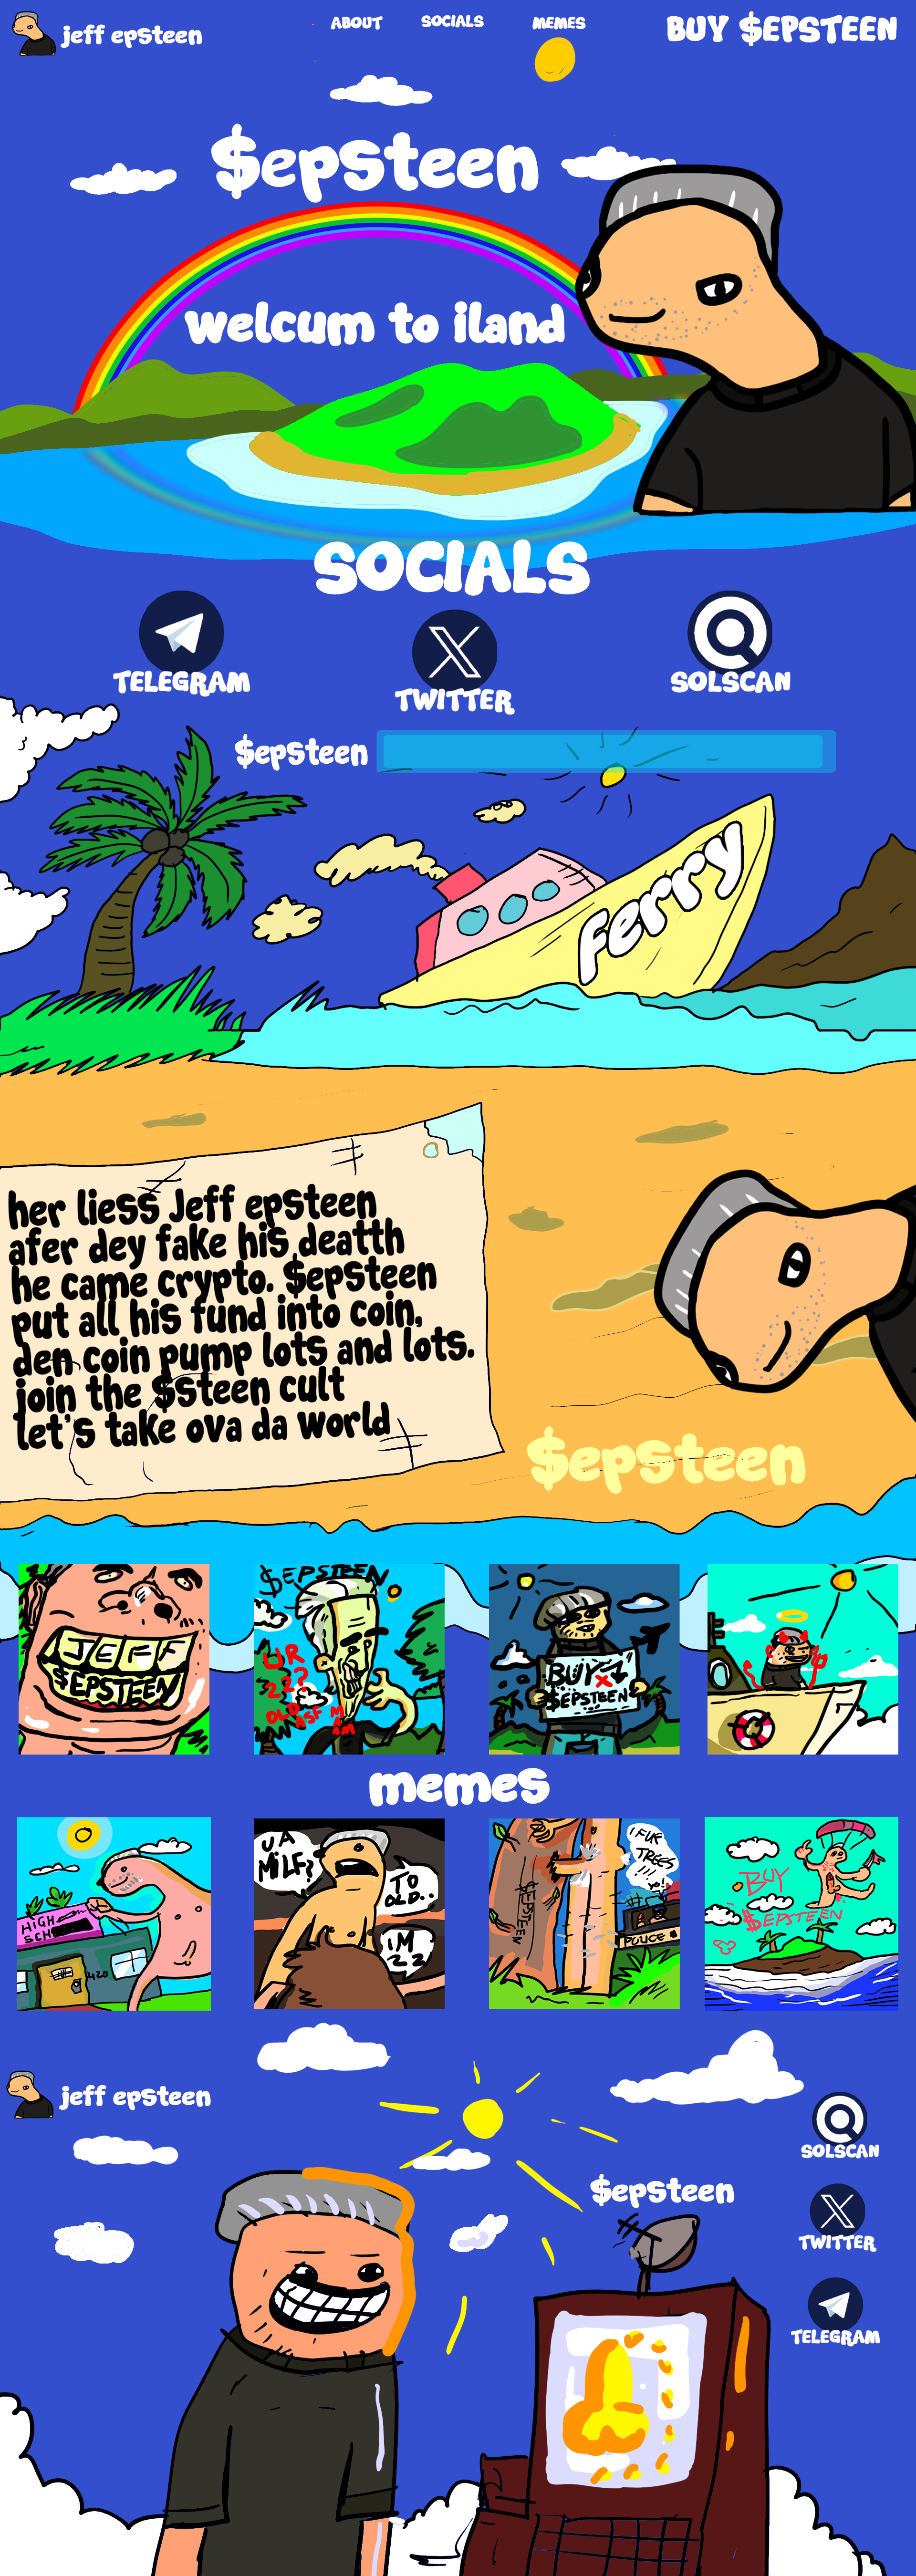 jeff epsteen
ABOUT
SOCIALS
MEMES
BUY $EPSTEEN
$epsteen
welcum to iland
SOCIALS
TELEGRAM
TWITTER
SOLSCAN
$epsteen
Ferry
her liess Jeff epsteen
afer dey fake his deatth
he came crypto. $epsteen
put all his fund into coin,
den coin pump lots and lots.
join the $steen cult
let's take ova da world
$epsteen
JEFF
$EPSTEEN
$EPSTEEN
UR
22?
OLD
ASF
BUY
$EPSTEEN
memes
HIGH
SCH
420
U A
MILF?
TO
OLD..
IM
22
$EPSTEEN
I FUK
TREES
!!!
POLICE
BUY
$EPSTEEN
jeff epsteen
SOLSCAN
$epsteen
TWITTER
TELEGRAM